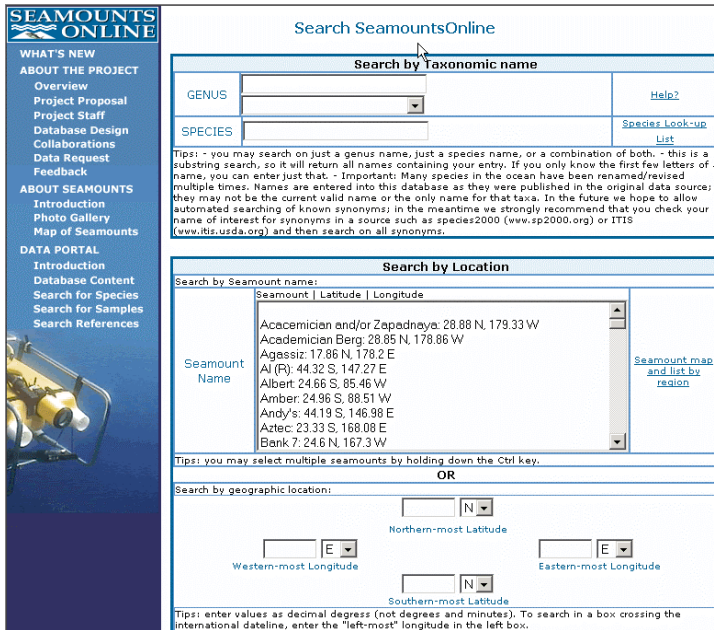 SEAMOUNTS
ONLINE
WHAT'S NEW
ABOUT THE PROJECT
Overview
Project Proposal
Project Staff
Database Design
Collaborations
Data Request
Feedback
ABOUT SEAMOUNTS
Introduction
Photo Gallery
Map of Seamounts
DATA PORTAL
Introduction
Database Content
Search for Species
Search for Samples
Search References
Search SeamountsOnline
Search by Taxonomic name
GENUS
Help?
SPECIES
Species Look-up
List
Tips: - you may search on just a genus name, just a species name, or a combination of both. - this is a
substring search, so it will return all names containing your entry. If you only know the first few letters of
name, you can enter just that. - Important: Many species in the ocean have been renamed/revised
multiple times. Names are entered into this database as they were published in the original data source;
they may not be the current valid name or the only name for that taxa. In the future we hope to allow
automated searching of known synonyms; in the meantime we strongly recommend that you check your
name of interest for synonyms in a source such as species2000 (www.sp2000.org) or ITIS
(www.itis.usda.org) and then search on all synonyms.
Search by Location
Search by Seamount name:
Seamount | Latitude | Longitude
Seamount
Name
Acacemician and/or Zapadnaya: 28.88 N, 179.33 W
Academician Berg: 28.85 N, 178.86 W
Agassiz: 17.86 N, 178.2 E
Al (R): 44.32 S, 147.27 E
Albert: 24.66 S, 85.46 W
Amber: 24.96 S, 88.51 W
Andy's: 44.19 S, 146.98 E
Aztec: 23.33 S, 168.08 E
Bank 7: 24.6 N, 167.3 W
Seamount map
and list by
region
Tips: you may select multiple seamounts by holding down the Ctrl key.
OR
Search by geographic location:
N
Northern-most Latitude
E
Western-most Longitude
E
Eastern-most Longitude
N
Southern-most Latitude
Tips: enter values as decimal degress (not degrees and minutes). To search in a box crossing the
international dateline, enter the "left-most" longitude in the left box.